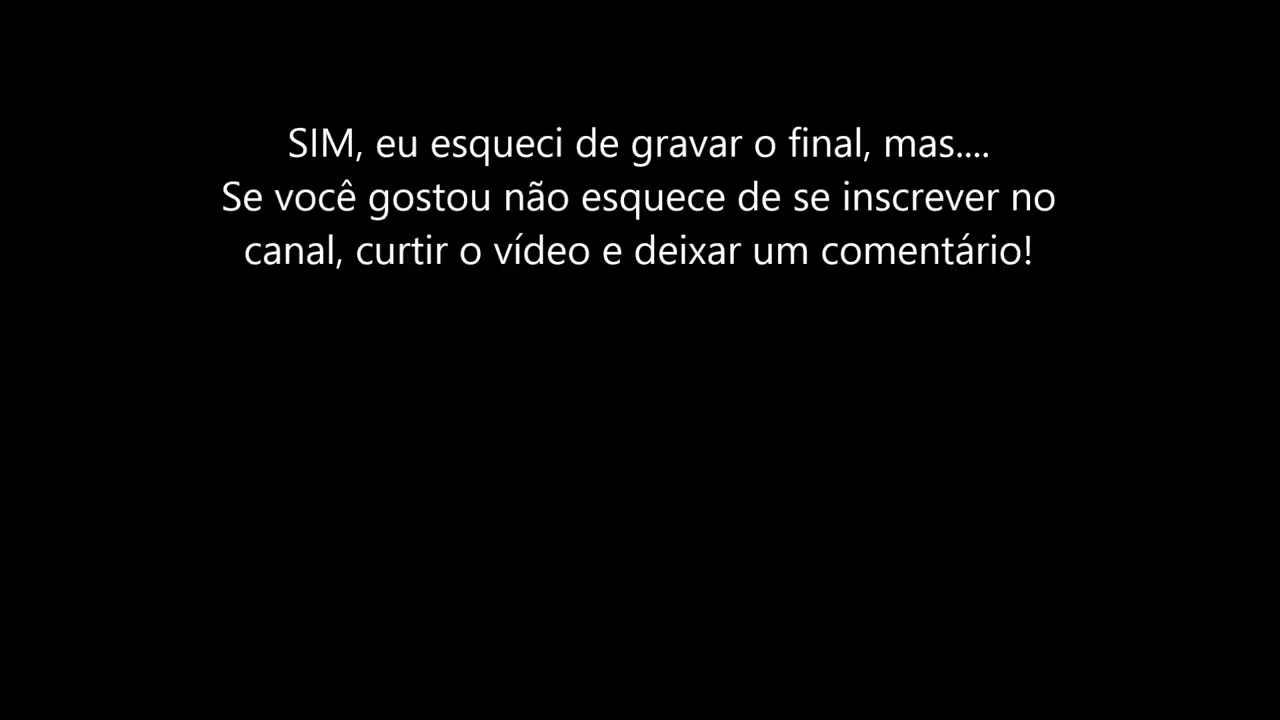 SIM, eu esqueci de gravar o final, mas....
Se você gostou não esquece de se inscrever no
canal, curtir o vídeo e deixar um comentário!